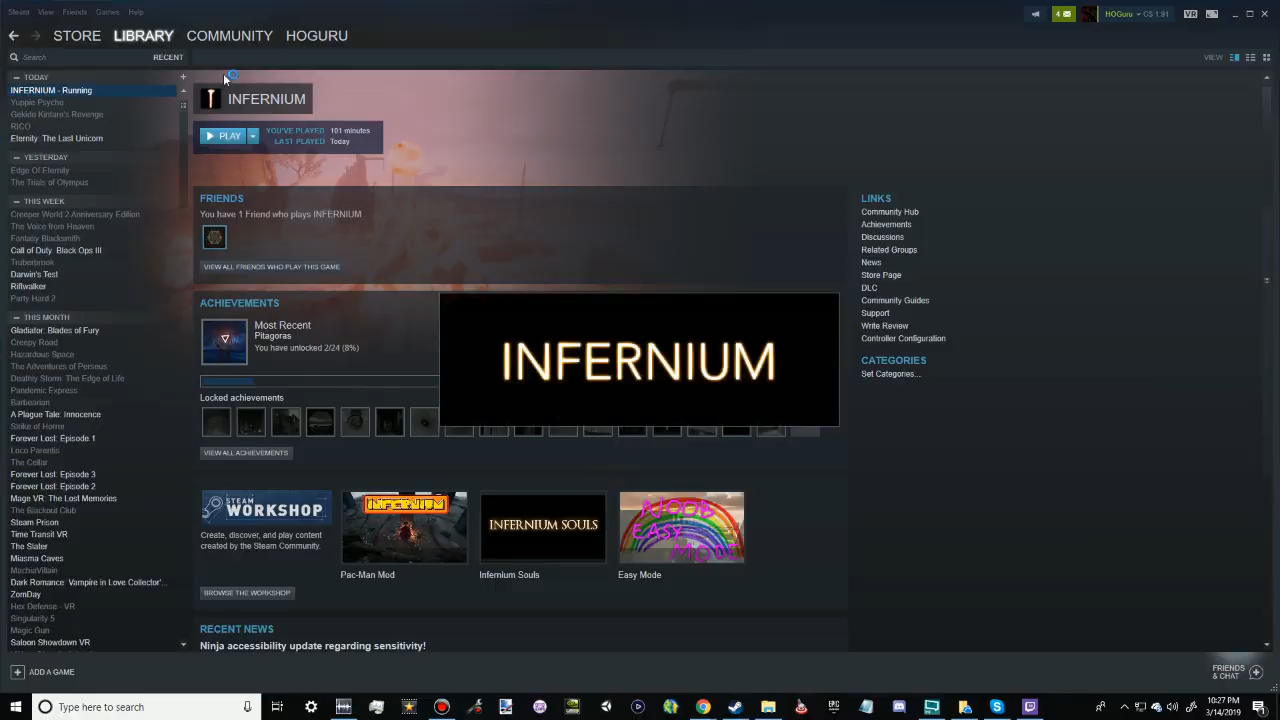 Steam View Friends Games Help
4 HOGuru CS 1.91 VR
STORE LIBRARY COMMUNITY HOGURU
Search RECENT VIEW
TODAY
INFERNIUM - Running
Yuppie Psycho
Gekido Kintaro's Revenge
RICO
Eternity: The Last Unicorn
YESTERDAY
Edge Of Eternity
The Trials of Olympus
THIS WEEK
Creeper World 2 Anniversary Edition
The Voice from Heaven
Fantasy Blacksmith
Call of Duty: Black Ops III
Truberbrook
Darwin's Test
Riftwalker
Party Hard 2
THIS MONTH
Gladiator: Blades of Fury
Creepy Road
Hazardous Space
The Adventures of Perseus
Deathly Storm: The Edge of Life
Pandemic Express
Barbearian
A Plague Tale: Innocence
Strike of Horror
Forever Lost: Episode 1
Loco Parentis
The Cellar
Forever Lost: Episode 3
Forever Lost: Episode 2
Mage VR: The Lost Memories
The Blackout Club
Steam Prison
Time Transit VR
The Slater
Miasma Caves
MachiaVillain
Dark Romance: Vampire in Love Collector'...
ZomDay
Hex Defense - VR
Singularity 5
Magic Gun
Saloon Showdown VR
INFERNIUM
PLAY
YOU'VE PLAYED 101 minutes
LAST PLAYED Today
FRIENDS
You have 1 Friend who plays INFERNIUM
VIEW ALL FRIENDS WHO PLAY THIS GAME
ACHIEVEMENTS
Most Recent
Pitagoras
You have unlocked 2/24 (8%)
Locked achievements
VIEW ALL ACHIEVEMENTS
INFERNIUM
STEAM
WORKSHOP
Create, discover, and play content
created by the Steam Community.
BROWSE THE WORKSHOP
INFERNIUM
Pac-Man Mod
INFERNIUM SOULS
Infernium Souls
NOOB
EASY
MODE
Easy Mode
RECENT NEWS
Ninja accessibility update regarding sensitivity!
LINKS
Community Hub
Achievements
Discussions
Related Groups
News
Store Page
DLC
Community Guides
Support
Write Review
Controller Configuration
CATEGORIES
Set Categories...
ADD A GAME
FRIENDS
& CHAT
Type here to search
10:27 PM
3/14/2019